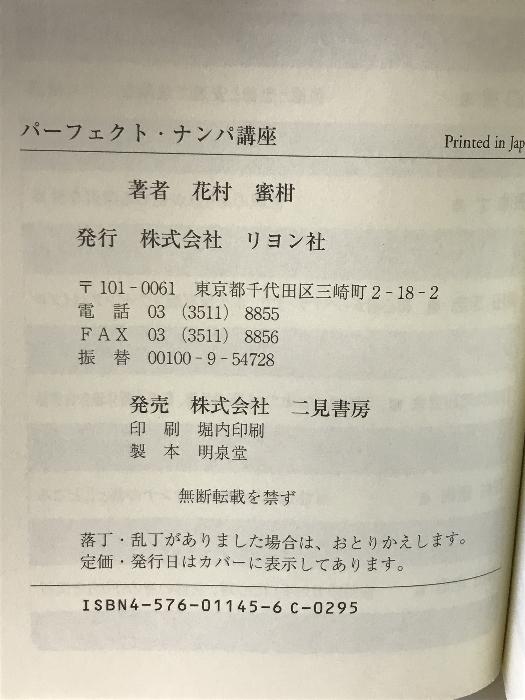 パーフェクト・ナンパ講座
Printed in Jap
著者 花村 蜜柑
発行 株式会社 リヨン社
〒101-0061 東京都千代田区三崎町2-18-2
電 話 03 (3511) 8855
FAX 03 (3511) 8856
振 替 00100-9-54728
発売 株式会社 二見書房
印 刷 堀内印刷
製 本 明泉堂
無断転載を禁ず
落丁・乱丁がありました場合は、おとりかえします。
定価・発行日はカバーに表示してあります。
ISBN4-576-01145-6 C-0295